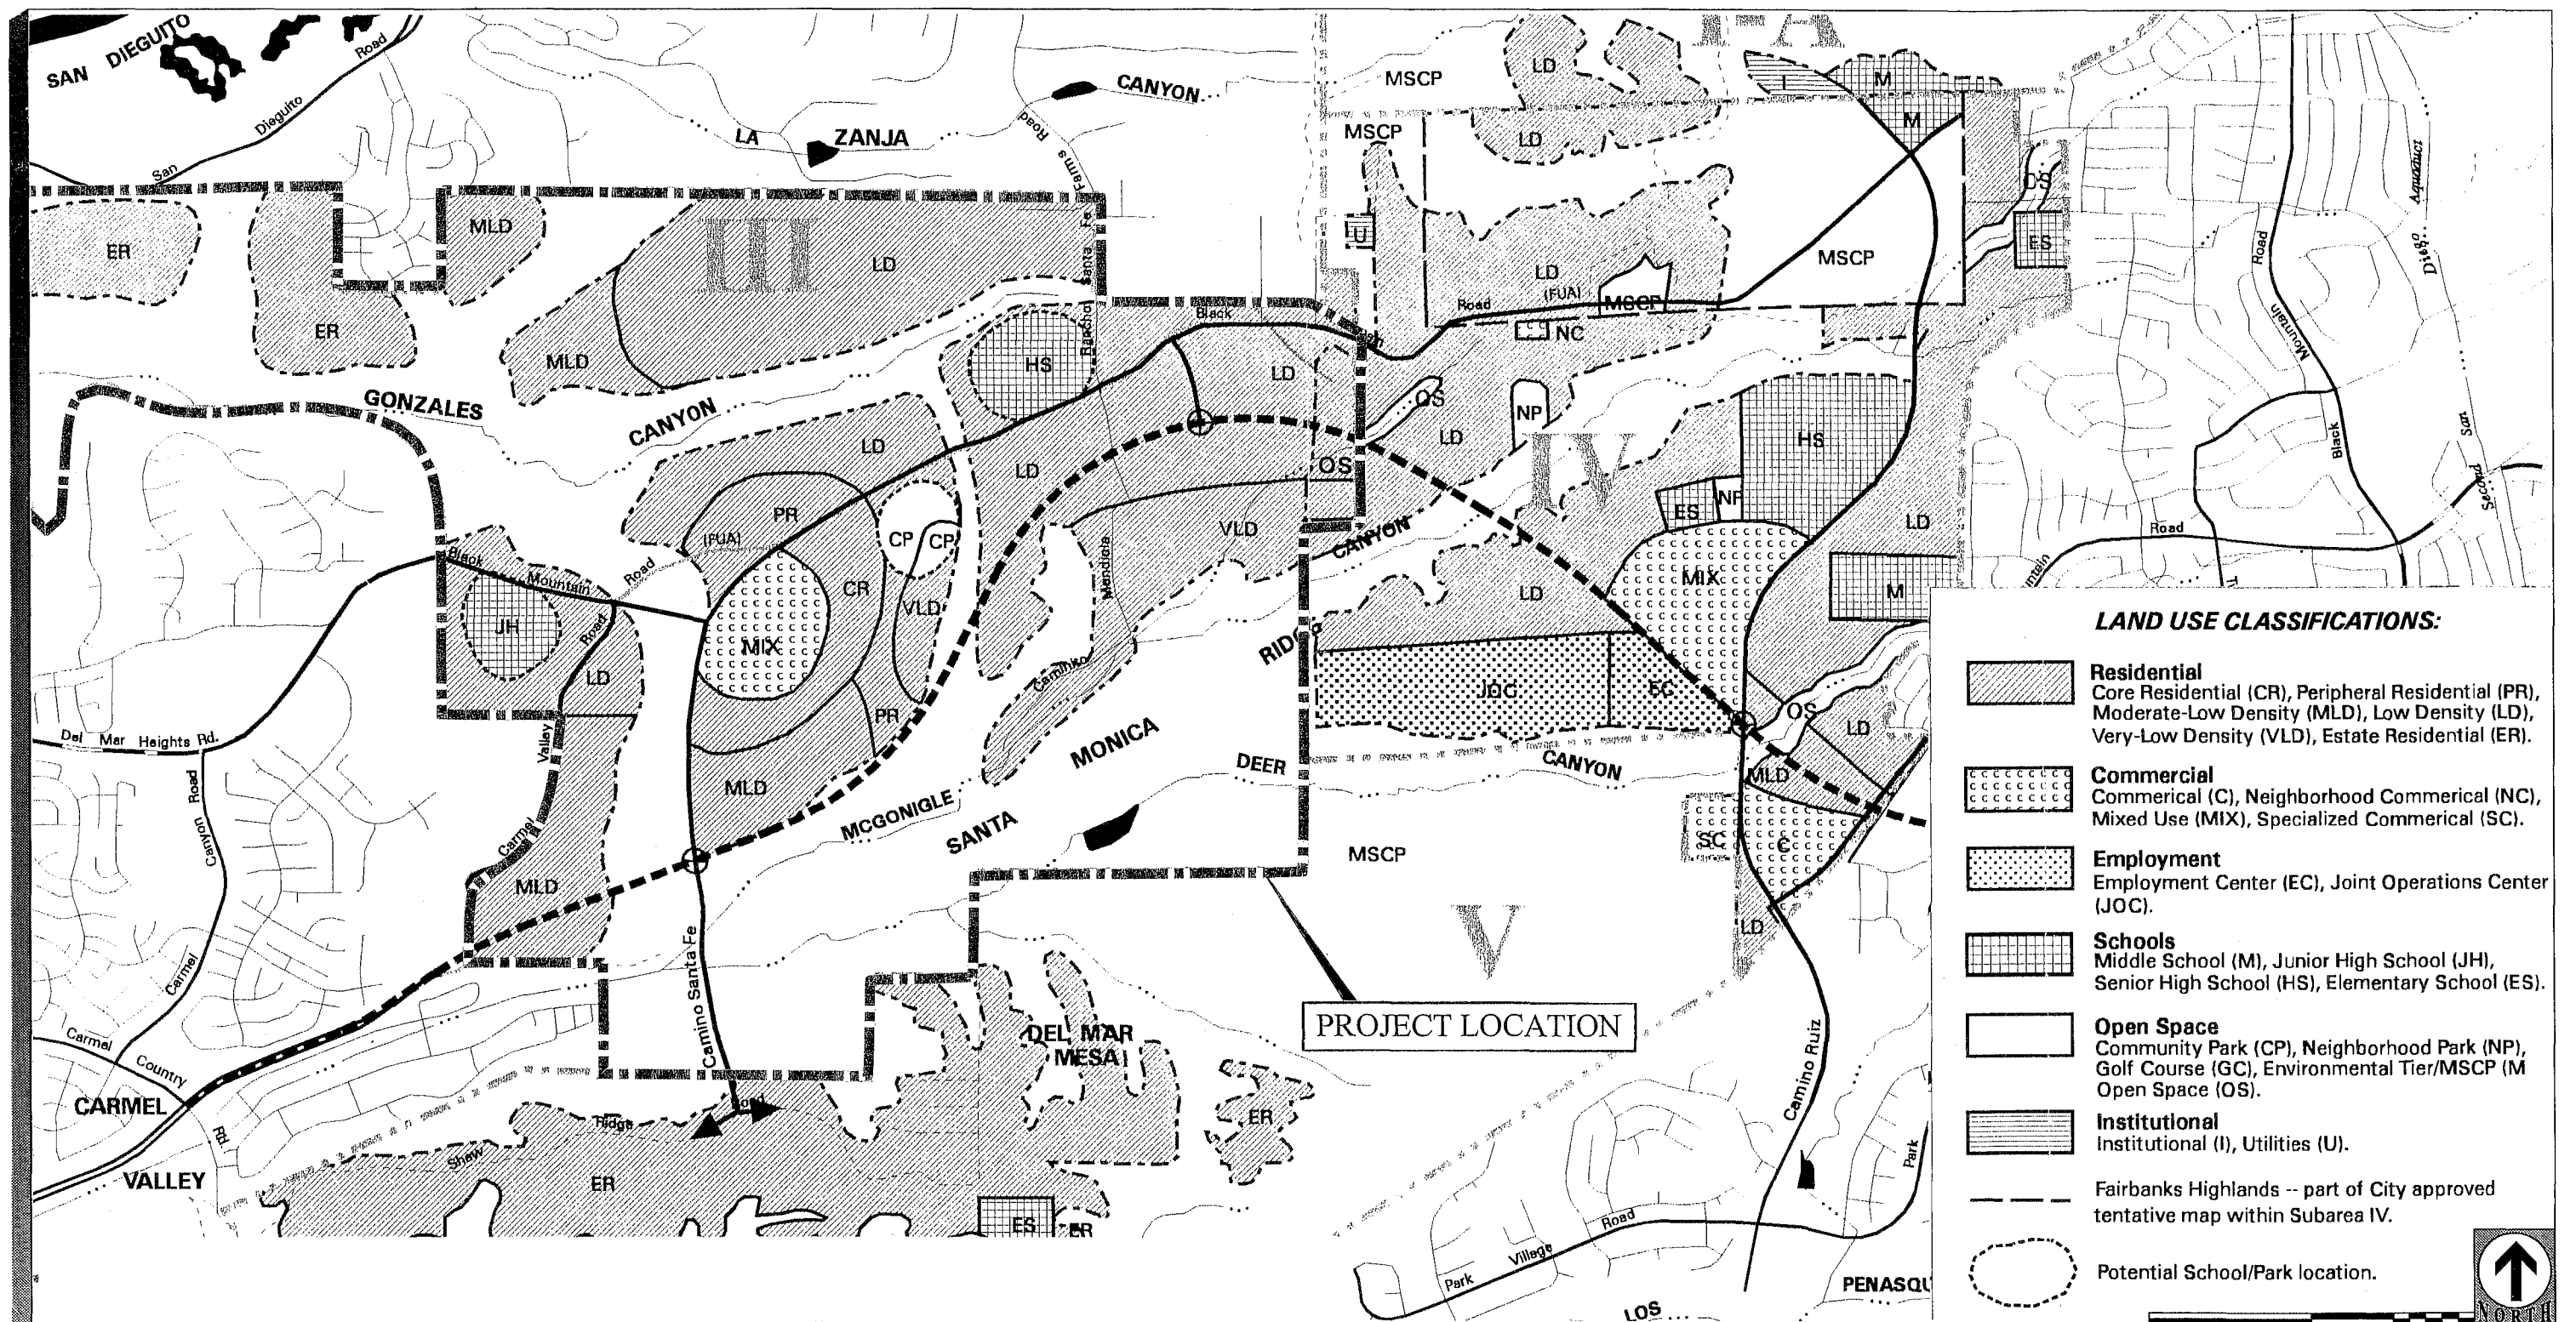 SAN DIEGUITO
Road
Dieguito
San
LA ZANJA
CANYON
Road
Farms
Fe
Santa
Rancho
FA
MSCP
LD
I
M
M
MSCP
LD
OS
ES
U
MSCP
LD
(FUA)
MSCP
Road
NC
Aqueduct
Diego
San
Second
Road
Mountain
Black
Road
ER
ER
MLD
III
LD
MLD
HS
Black
LD
OS
LD
NP
IV
HS
ES
NP
LD
GONZALES
CANYON
LD
PR
(FUA)
CP
CP
LD
OS
VLD
CANYON
MIX
M
LD
Black
Mountain
Road
JH
Road
LD
MIX
CR
VLD
PR
Mendiola
Caminito
RIDGE
JOC
EC
OS
LD
Del Mar Heights Rd.
Valley
Carmel
MLD
MLD
MONICA
SANTA
MCGONIGLE
DEER
CANYON
MLD
SC
C
LD
MSCP
V
Canyon Road
Carmel
Camino Santa Fe
DEL MAR
MESA
PROJECT LOCATION
Camino Ruiz
Carmel
Country
Rd.
CARMEL
VALLEY
Shaw
Ridge
ER
ER
ES
ER
Park
Village
Road
Park
LOS
PENASQU
LAND USE CLASSIFICATIONS:
Residential
Core Residential (CR), Peripheral Residential (PR),
Moderate-Low Density (MLD), Low Density (LD),
Very-Low Density (VLD), Estate Residential (ER).
Commercial
Commerical (C), Neighborhood Commerical (NC),
Mixed Use (MIX), Specialized Commerical (SC).
Employment
Employment Center (EC), Joint Operations Center
(JOC).
Schools
Middle School (M), Junior High School (JH),
Senior High School (HS), Elementary School (ES).
Open Space
Community Park (CP), Neighborhood Park (NP),
Golf Course (GC), Environmental Tier/MSCP (M
Open Space (OS).
Institutional
Institutional (I), Utilities (U).
Fairbanks Highlands -- part of City approved
tentative map within Subarea IV.
Potential School/Park location.
NORTH